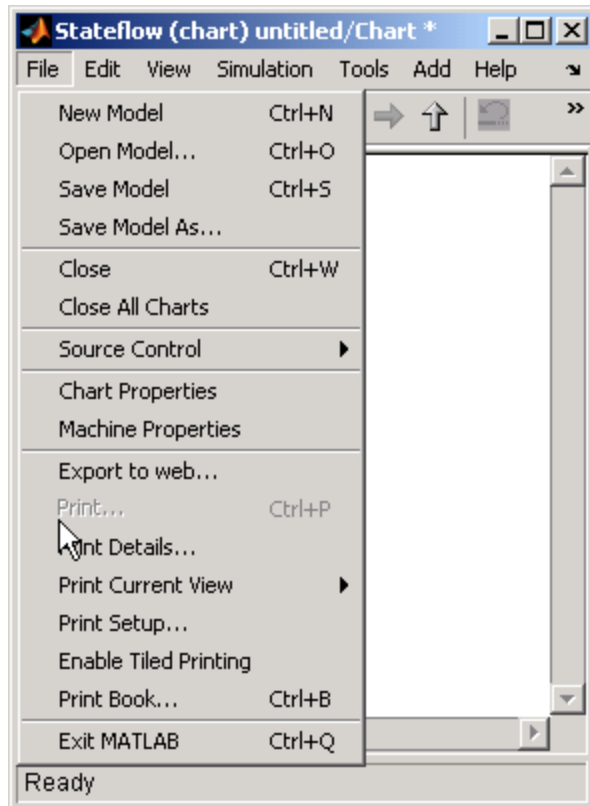 Stateflow (chart) untitled/Chart *
File Edit View Simulation Tools Add Help
New Model Ctrl+N
Open Model... Ctrl+O
Save Model Ctrl+S
Save Model As...
Close Ctrl+W
Close All Charts
Source Control
Chart Properties
Machine Properties
Export to web...
Print... Ctrl+P
Print Details...
Print Current View
Print Setup...
Enable Tiled Printing
Print Book... Ctrl+B
Exit MATLAB Ctrl+Q
Ready